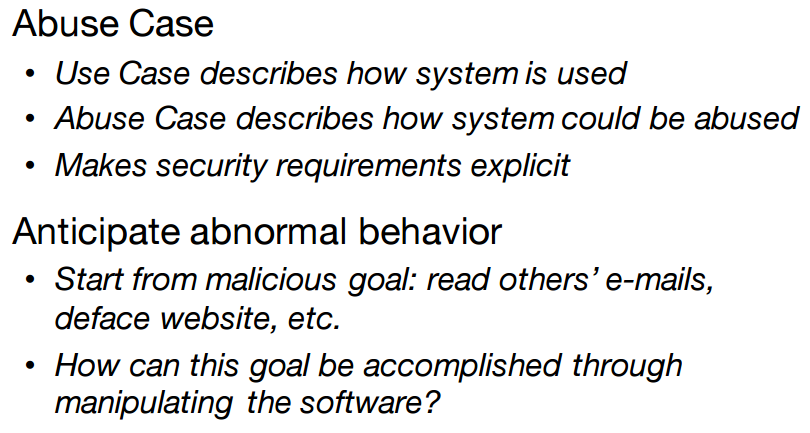 Abuse Case
• Use Case describes how system is used
• Abuse Case describes how system could be abused
• Makes security requirements explicit
Anticipate abnormal behavior
• Start from malicious goal: read others’ e-mails,
deface website, etc.
• How can this goal be accomplished through
manipulating the software?